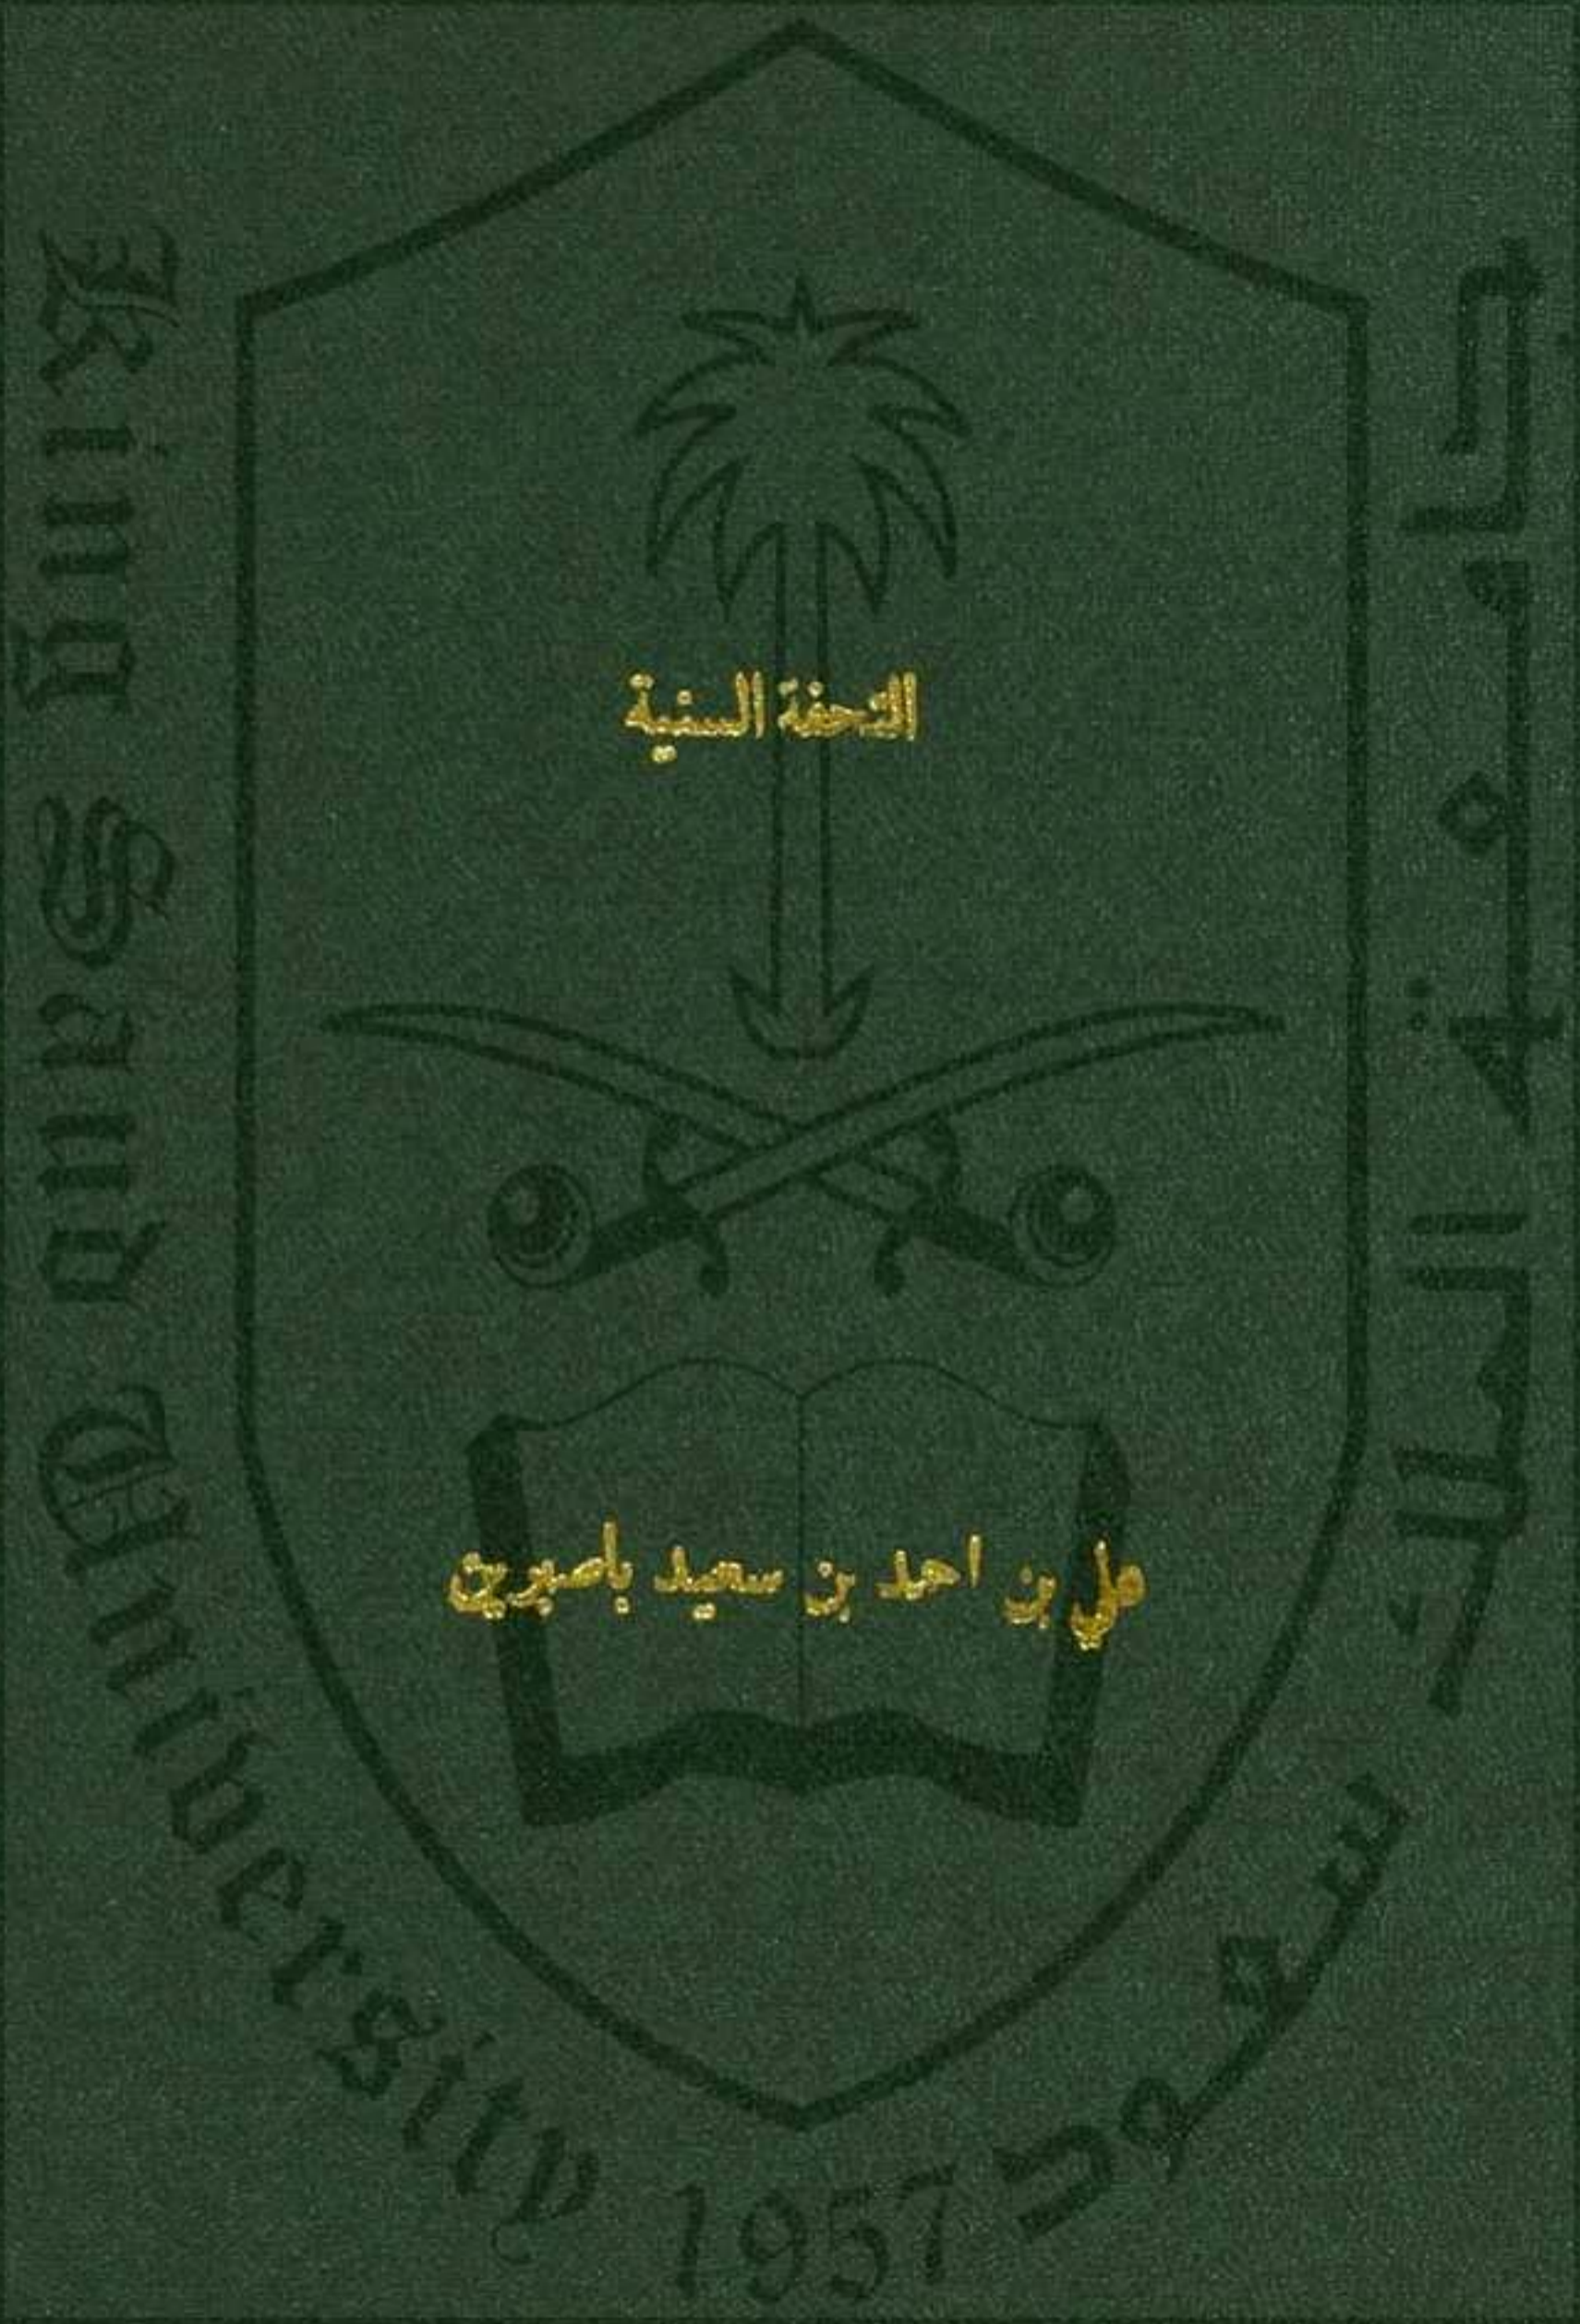 التحفة السنية
علي بن احمد بن سعيد باصبرين
جامعة الملك سعود
King Saud University
1957